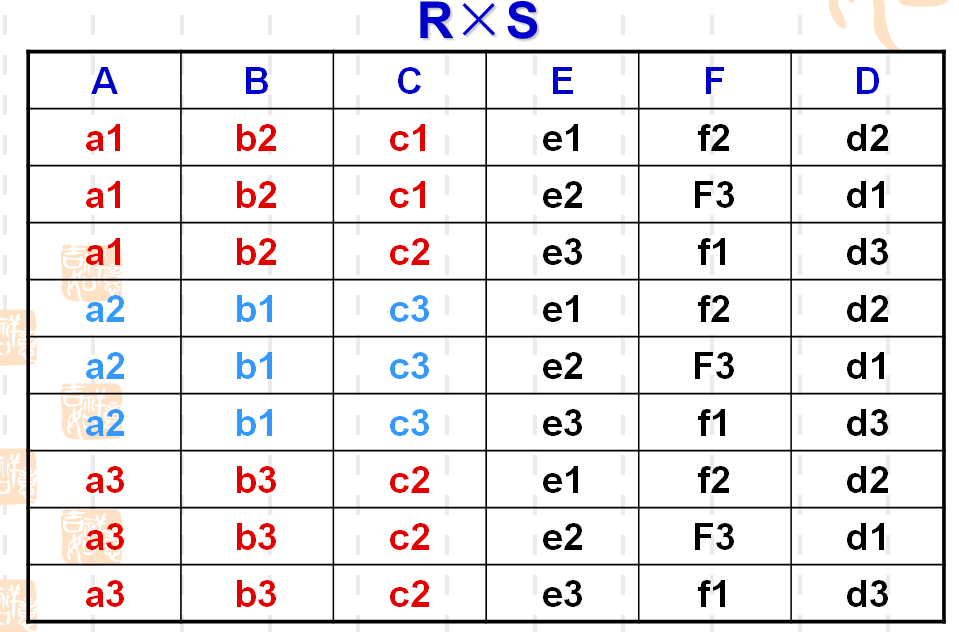 R×S
A B C E F D
a1 b2 c1 e1 f2 d2
a1 b2 c1 e2 F3 d1
a1 b2 c2 e3 f1 d3
a2 b1 c3 e1 f2 d2
a2 b1 c3 e2 F3 d1
a2 b1 c3 e3 f1 d3
a3 b3 c2 e1 f2 d2
a3 b3 c2 e2 F3 d1
a3 b3 c2 e3 f1 d3